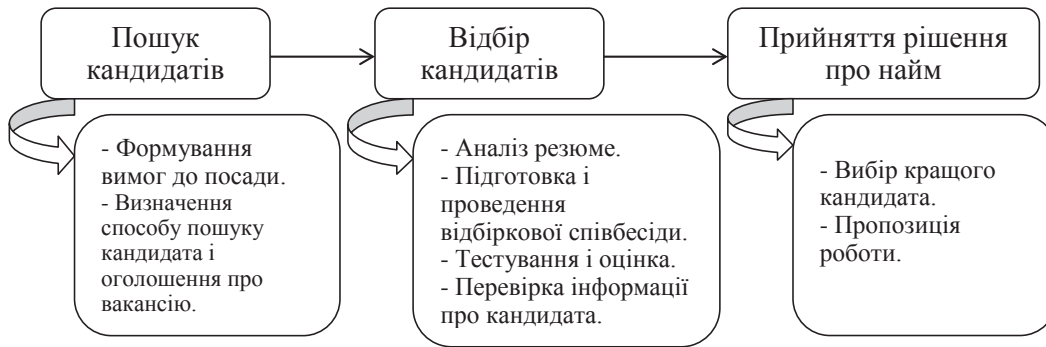 Пошук
кандидатів
Відбір
кандидатів
Прийняття рішення
про найм
- Формування
вимог до посади.
- Визначення
способу пошуку
кандидата і
оголошення про
вакансію.
- Аналіз резюме.
- Підготовка і
проведення
відбіркової співбесіди.
- Тестування і оцінка.
- Перевірка інформації
про кандидата.
- Вибір кращого
кандидата.
- Пропозиція
роботи.